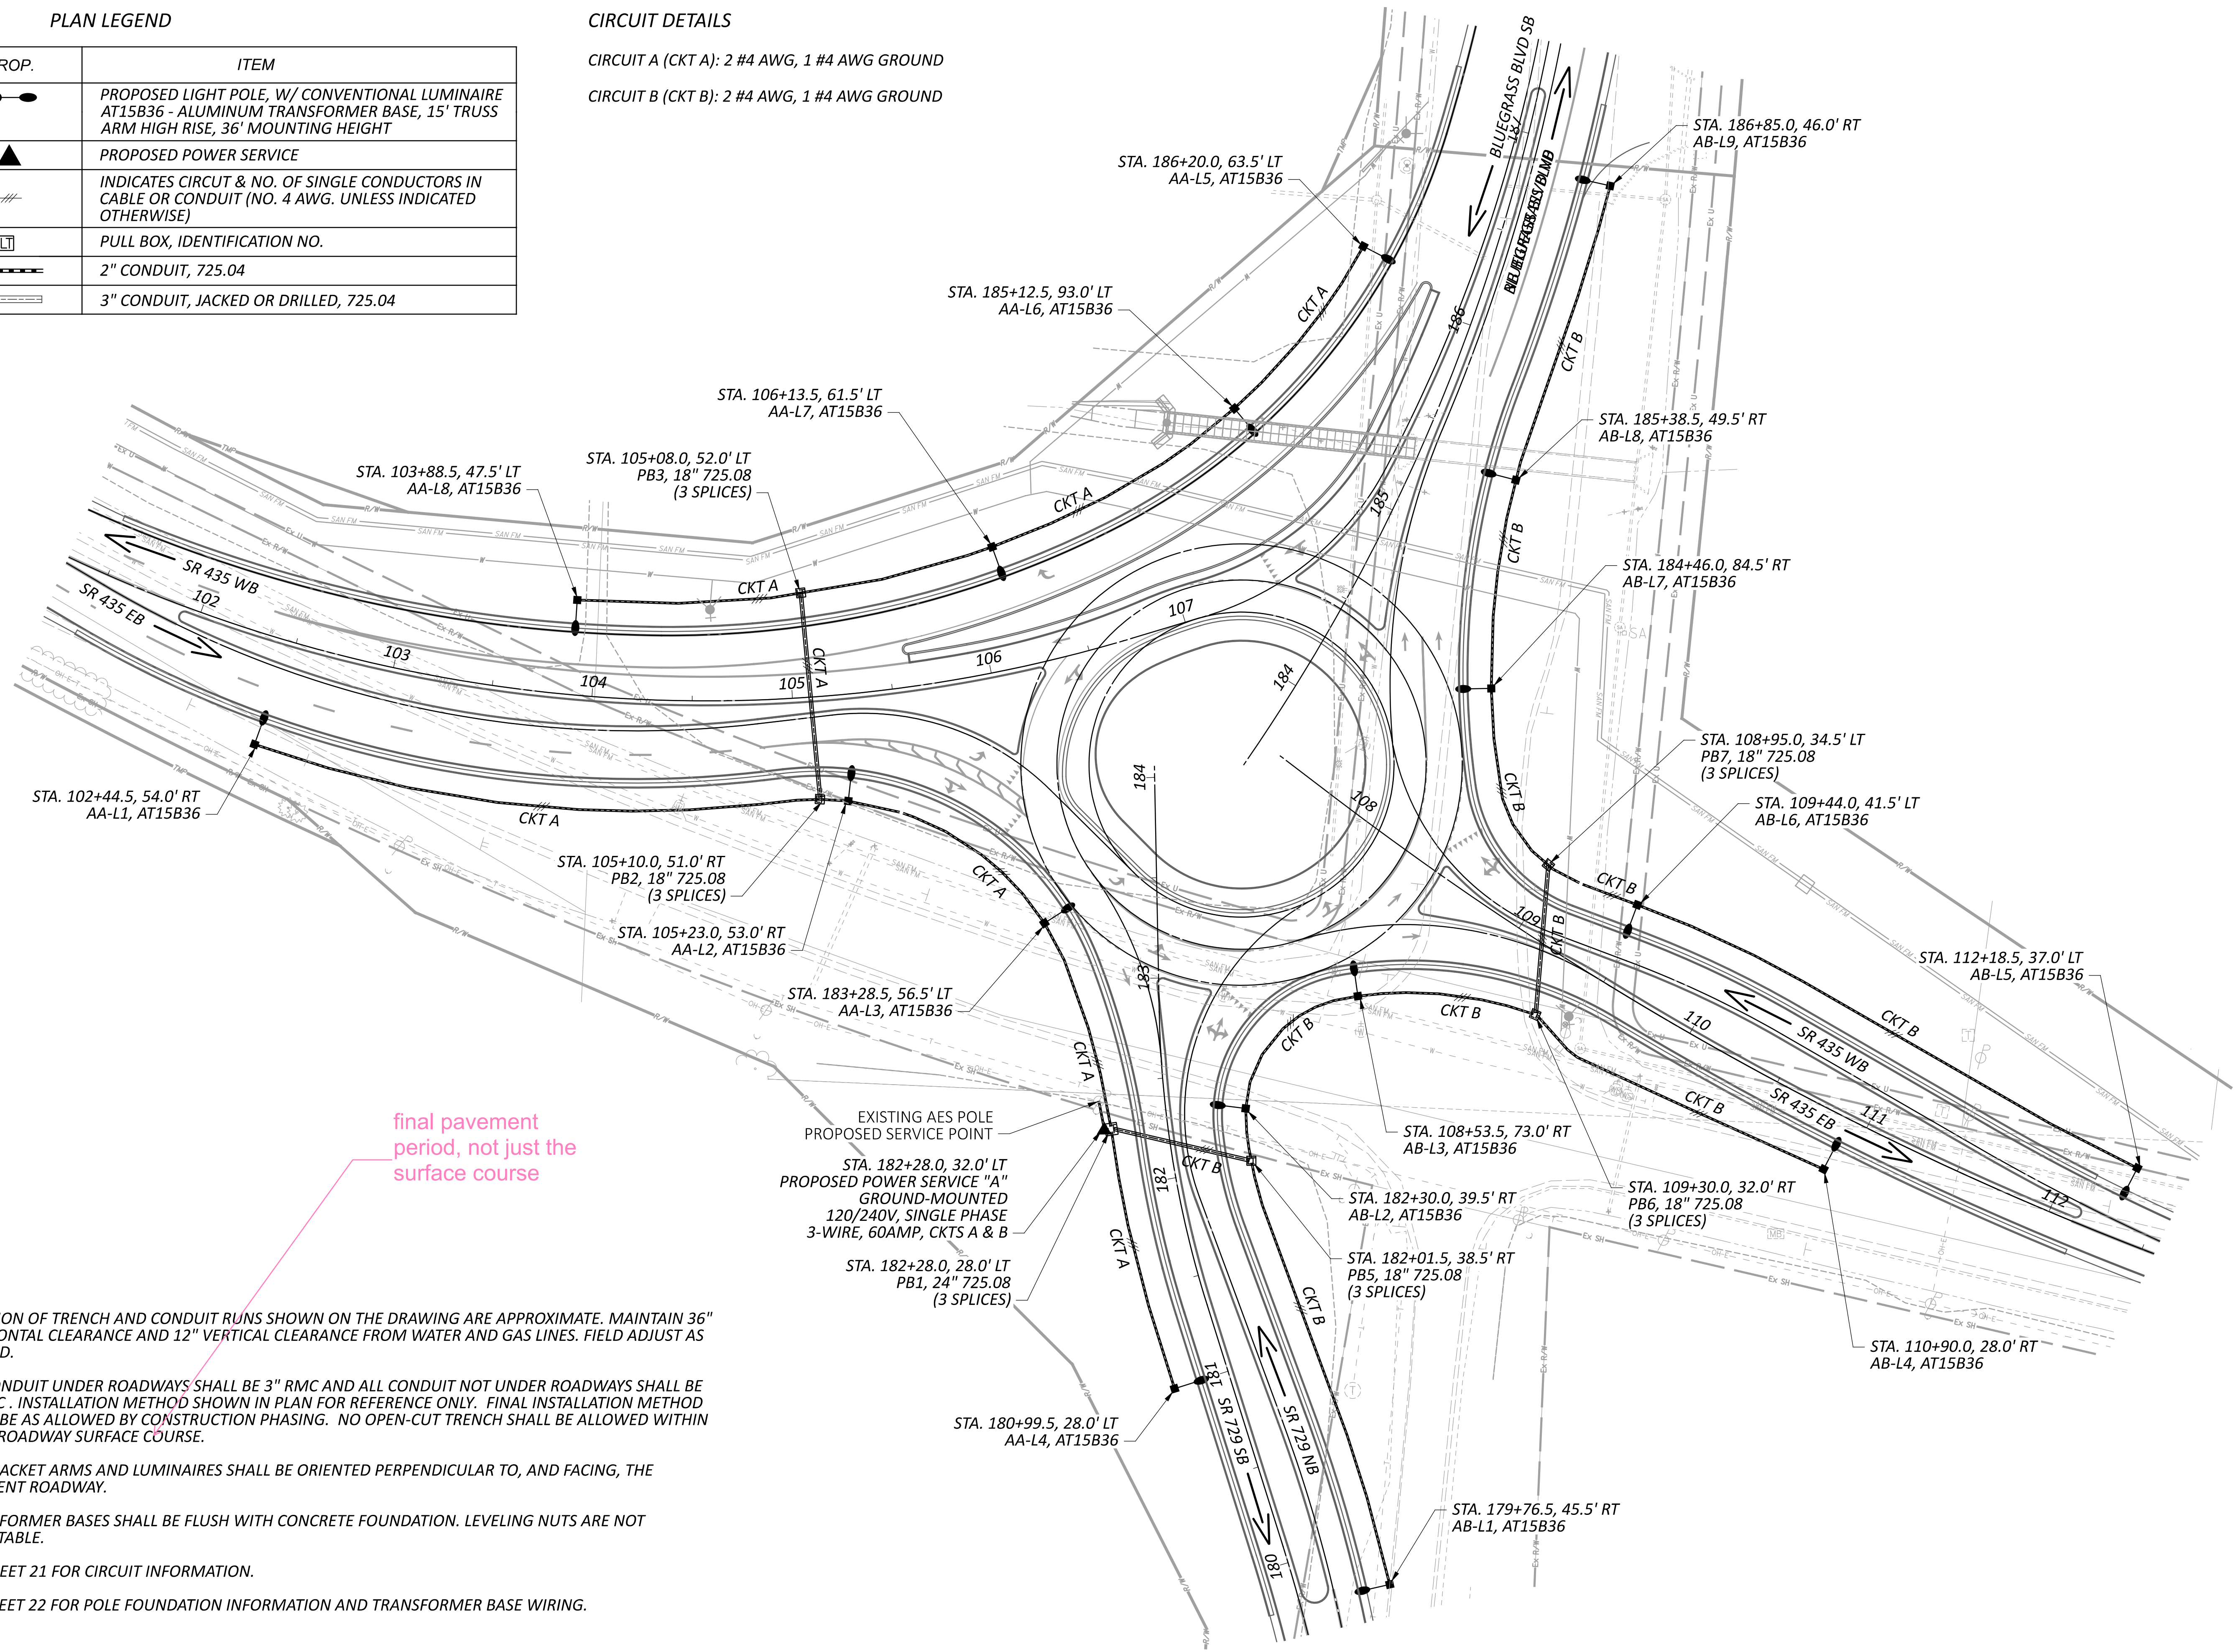 PLAN LEGEND
ROP.
ITEM
PROPOSED LIGHT POLE, W/ CONVENTIONAL LUMINAIRE
AT15B36 - ALUMINUM TRANSFORMER BASE, 15' TRUSS
ARM HIGH RISE, 36' MOUNTING HEIGHT
PROPOSED POWER SERVICE
INDICATES CIRCUT & NO. OF SINGLE CONDUCTORS IN
CABLE OR CONDUIT (NO. 4 AWG. UNLESS INDICATED
OTHERWISE)
LT
PULL BOX, IDENTIFICATION NO.
2" CONDUIT, 725.04
3" CONDUIT, JACKED OR DRILLED, 725.04
CIRCUIT DETAILS
CIRCUIT A (CKT A): 2 #4 AWG, 1 #4 AWG GROUND
CIRCUIT B (CKT B): 2 #4 AWG, 1 #4 AWG GROUND
BLUEGRASS BLVD SB
187
STA. 186+85.0, 46.0' RT
AB-L9, AT15B36
STA. 186+20.0, 63.5' LT
AA-L5, AT15B36
186
CKT A
CKT B
STA. 185+12.5, 93.0' LT
AA-L6, AT15B36
STA. 106+13.5, 61.5' LT
AA-L7, AT15B36
STA. 185+38.5, 49.5' RT
AB-L8, AT15B36
STA. 103+88.5, 47.5' LT
AA-L8, AT15B36
STA. 105+08.0, 52.0' LT
PB3, 18" 725.08
(3 SPLICES)
CKT A
185
CKT B
STA. 184+46.0, 84.5' RT
AB-L7, AT15B36
SR 435 WB
SR 435 EB
102
103
104
105
106
107
CKT A
CKT A
184
184
108
STA. 108+95.0, 34.5' LT
PB7, 18" 725.08
(3 SPLICES)
STA. 102+44.5, 54.0' RT
AA-L1, AT15B36
CKT A
CKT B
STA. 109+44.0, 41.5' LT
AB-L6, AT15B36
STA. 105+10.0, 51.0' RT
PB2, 18" 725.08
(3 SPLICES)
CKT A
CKT B
109
CKT B
STA. 105+23.0, 53.0' RT
AA-L2, AT15B36
STA. 112+18.5, 37.0' LT
AB-L5, AT15B36
183
STA. 183+28.5, 56.5' LT
AA-L3, AT15B36
CKT B
CKT B
CKT B
110
SR 435 WB
SR 435 EB
111
112
CKT B
CKT A
EXISTING AES POLE
PROPOSED SERVICE POINT
STA. 108+53.5, 73.0' RT
AB-L3, AT15B36
final pavement
period, not just the
surface course
STA. 182+28.0, 32.0' LT
PROPOSED POWER SERVICE "A"
GROUND-MOUNTED
120/240V, SINGLE PHASE
3-WIRE, 60AMP, CKTS A & B
CKT B
182
STA. 182+30.0, 39.5' RT
AB-L2, AT15B36
STA. 109+30.0, 32.0' RT
PB6, 18" 725.08
(3 SPLICES)
CKT A
STA. 182+28.0, 28.0' LT
PB1, 24" 725.08
(3 SPLICES)
STA. 182+01.5, 38.5' RT
PB5, 18" 725.08
(3 SPLICES)
CKT B
STA. 110+90.0, 28.0' RT
AB-L4, AT15B36
181
SR 729 SB
SR 729 NB
STA. 180+99.5, 28.0' LT
AA-L4, AT15B36
STA. 179+76.5, 45.5' RT
AB-L1, AT15B36
180
ION OF TRENCH AND CONDUIT RUNS SHOWN ON THE DRAWING ARE APPROXIMATE. MAINTAIN 36"
ONTAL CLEARANCE AND 12" VERTICAL CLEARANCE FROM WATER AND GAS LINES. FIELD ADJUST AS
D.
ONDUIT UNDER ROADWAYS SHALL BE 3" RMC AND ALL CONDUIT NOT UNDER ROADWAYS SHALL BE
C . INSTALLATION METHOD SHOWN IN PLAN FOR REFERENCE ONLY. FINAL INSTALLATION METHOD
BE AS ALLOWED BY CONSTRUCTION PHASING. NO OPEN-CUT TRENCH SHALL BE ALLOWED WITHIN
ROADWAY SURFACE COURSE.
ACKET ARMS AND LUMINAIRES SHALL BE ORIENTED PERPENDICULAR TO, AND FACING, THE
ENT ROADWAY.
FORMER BASES SHALL BE FLUSH WITH CONCRETE FOUNDATION. LEVELING NUTS ARE NOT
TABLE.
EET 21 FOR CIRCUIT INFORMATION.
EET 22 FOR POLE FOUNDATION INFORMATION AND TRANSFORMER BASE WIRING.